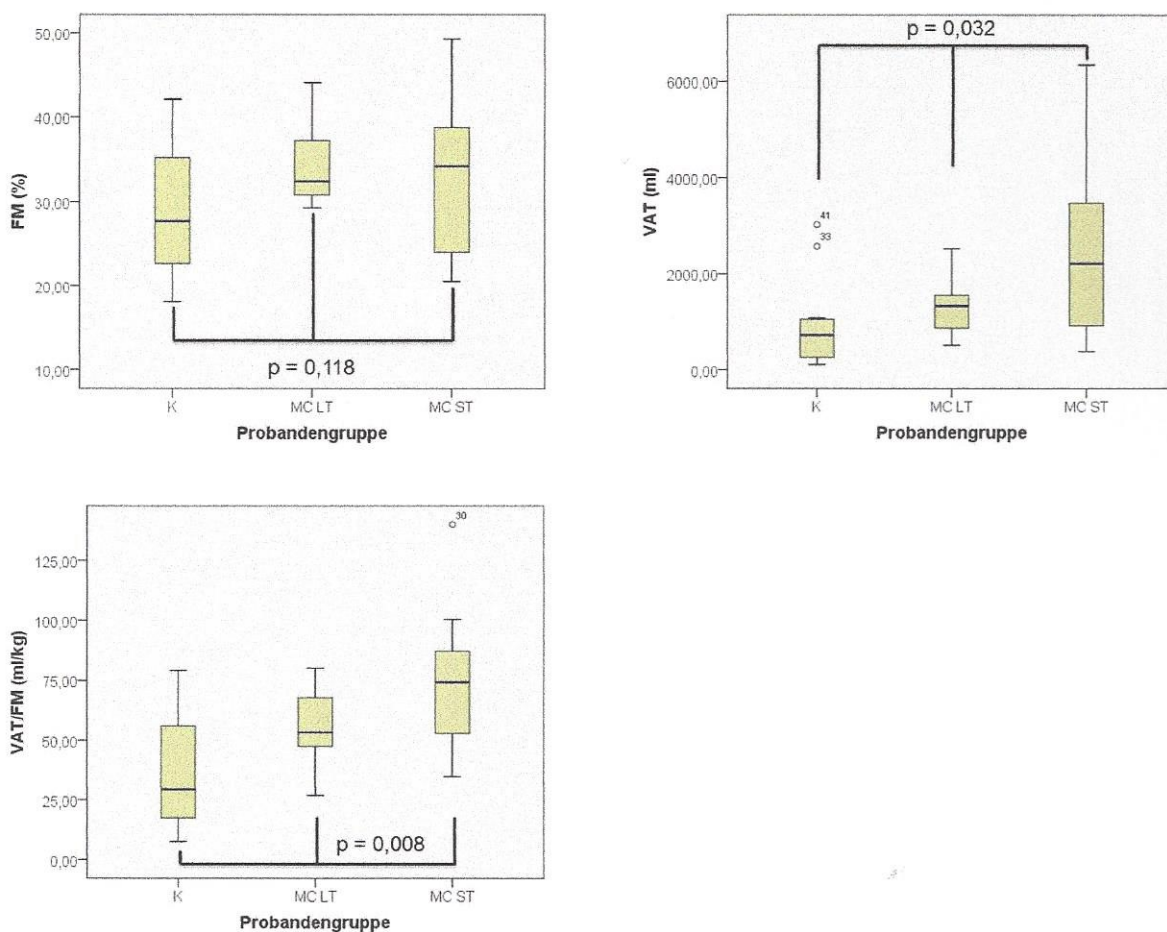 50,00
40,00
30,00
20,00
10,00
FM (%)
p = 0,118
K
MC LT
MC ST
Probandengruppe
p = 0,032
6000,00
4000,00
2000,00
0,00
VAT (ml)
41
33
K
MC LT
MC ST
Probandengruppe
30
125,00
100,00
75,00
50,00
25,00
0,00
VAT/FM (ml/kg)
p = 0,008
K
MC LT
MC ST
Probandengruppe